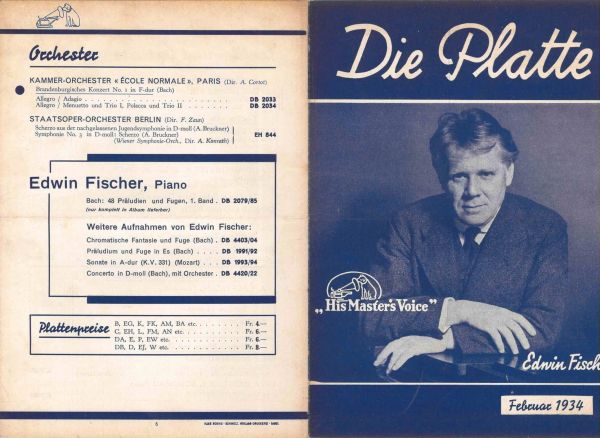 Orchester
KAMMER-ORCHESTER « ÉCOLE NORMALE », PARIS (Dir. A. Cortot)
Brandenburgisches Konzert No. 1 in F-dur (Bach)
Allegro / Adagio . . . . . . . . . . DB 2033
Allegro / Menuetto und Trio I, Polacca und Trio II . . . . . . . DB 2034
STAATSOPER-ORCHESTER BERLIN (Dir. F. Zaun)
Scherzo aus der nachgelassenen Jugendsymphonie in D-moll (A. Bruckner)
Symphonie No. 3 in D-moll: Scherzo (A. Bruckner) EH 844
(Wiener Symphonie-Orch., Dir. A. Konrath)
Edwin Fischer, Piano
Bach: 48 Präludien und Fugen, 1. Band . DB 2079/85
(nur komplett in Album lieferbar)
Weitere Aufnahmen von Edwin Fischer:
Chromatische Fantasie und Fuge (Bach) . DB 4403/04
Präludium und Fuge in Es (Bach) . . . DB 1991/92
Sonate in A-dur (K.V. 331) (Mozart) . . . DB 1993/94
Concerto in D-moll (Bach), mit Orchester . DB 4420/22
Plattenpreise
B, EG, K, FK, AM, BA etc. . . . . . . . Fr. 4.—
C, EH, L, FM, AN etc. . . . . . . . . Fr. 6.—
DA, E, P, EW etc. . . . . . . . . . Fr. 6.—
DB, D, EJ, W etc. . . . . . . . . . Fr. 8.—
Die Platte
„His Master's Voice"
Edwin Fisch
Februar 1934